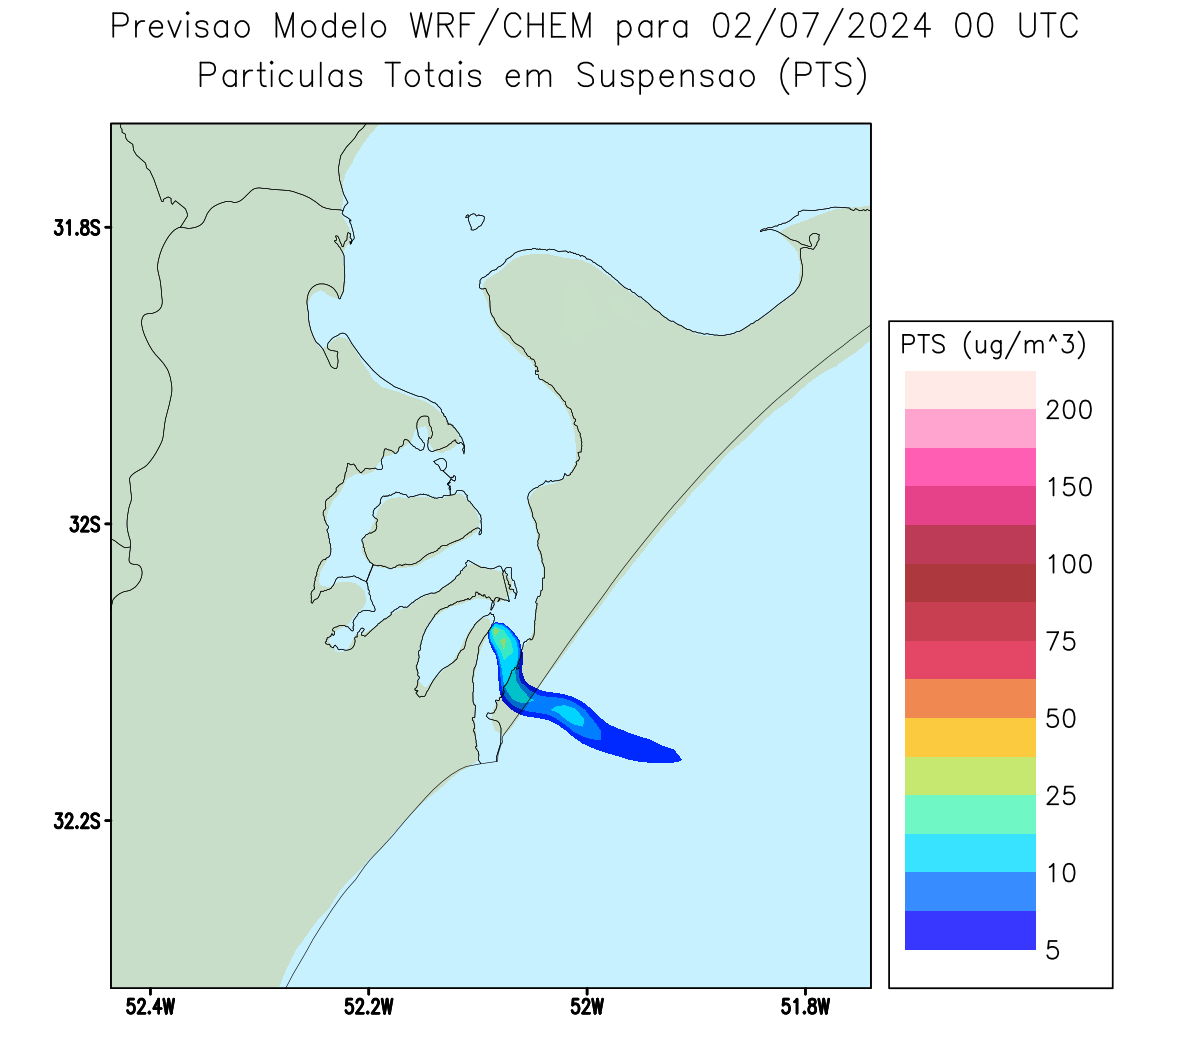 Previsao Modelo WRF/CHEM para 02/07/2024 00 UTC
Particulas Totais em Suspensao (PTS)
31.8S
32S
32.2S
52.4W
52.2W
52W
51.8W
PTS (ug/m^3)
200
150
100
75
50
25
10
5